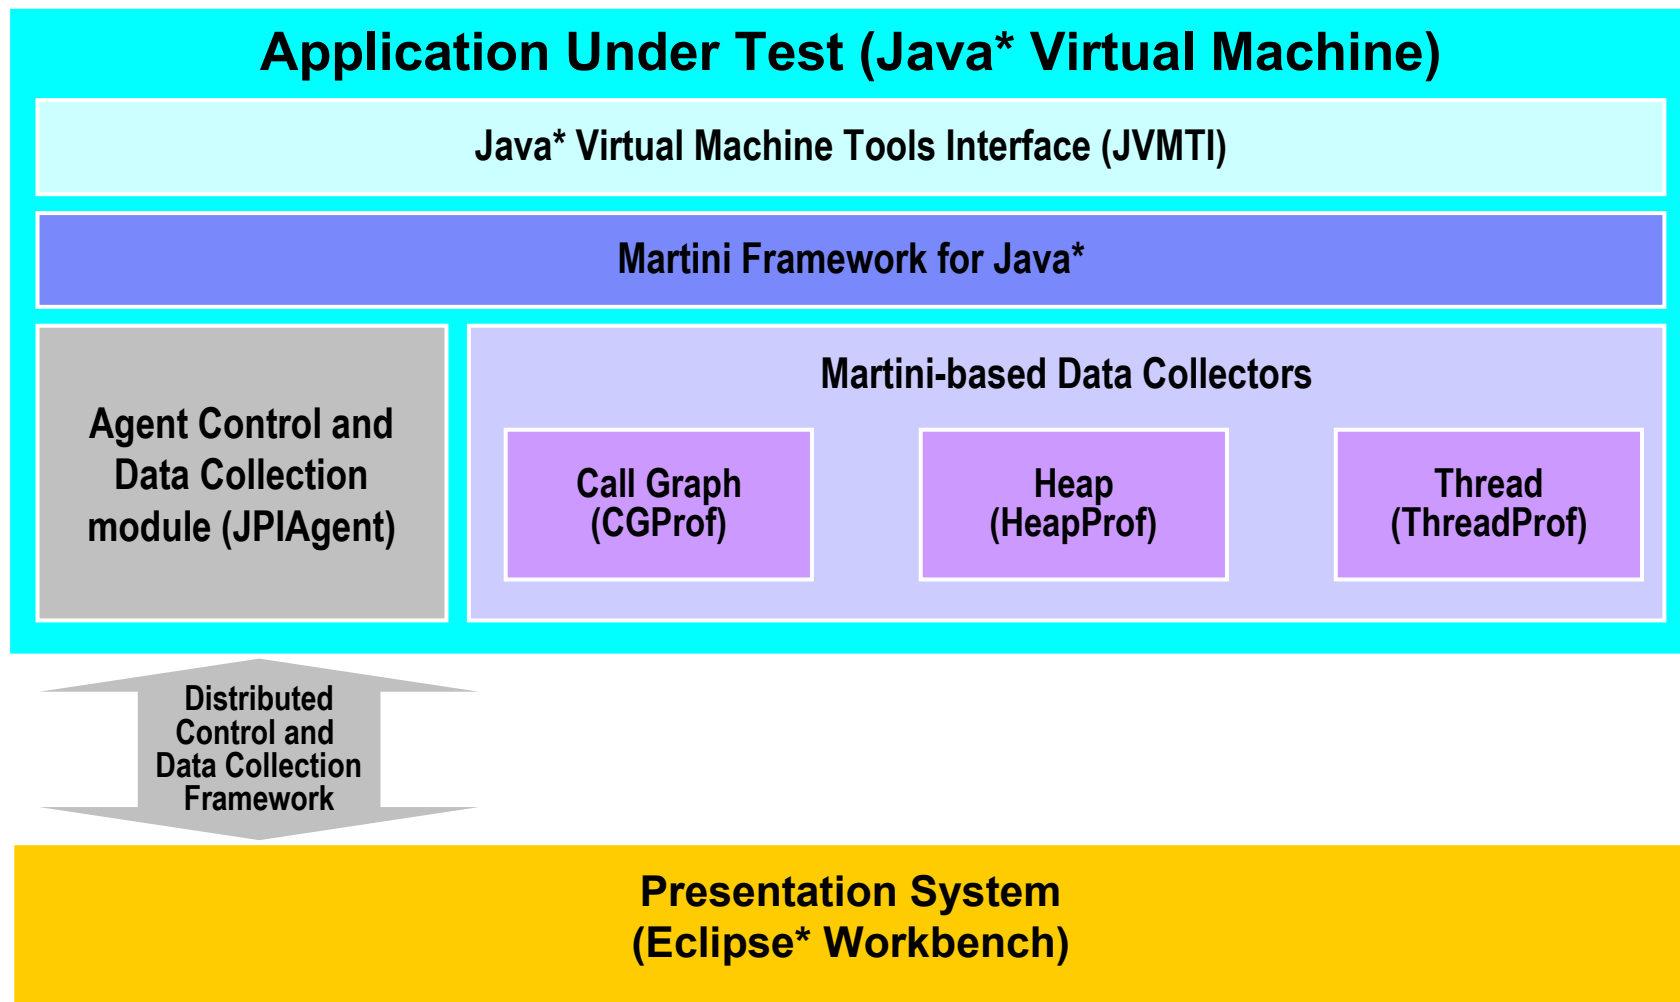 Application Under Test (Java* Virtual Machine)
Java* Virtual Machine Tools Interface (JVMTI)
Martini Framework for Java*
Agent Control and
Data Collection
module (JPIAgent)
Martini-based Data Collectors
Call Graph
(CGProf)
Heap
(HeapProf)
Thread
(ThreadProf)
Distributed
Control and
Data Collection
Framework
Presentation System
(Eclipse* Workbench)